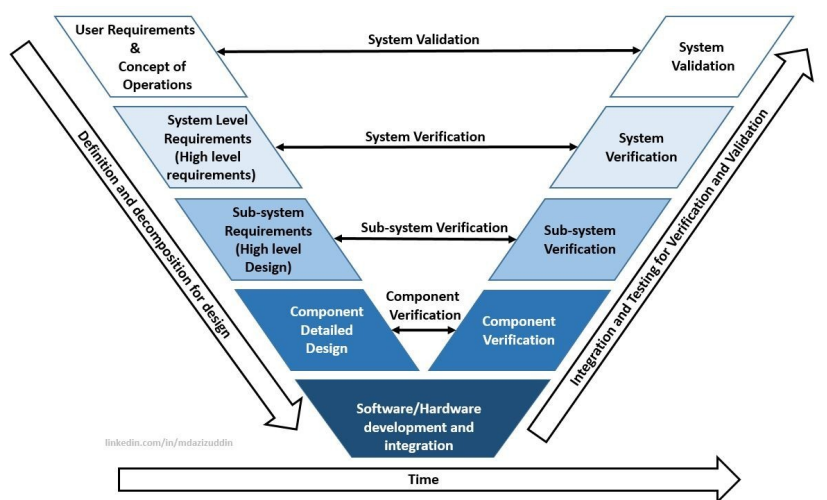 User Requirements
&
Concept of
Operations
System Validation
System
Validation
System Level
Requirements
(High level
requirements)
System Verification
System
Verification
Sub-system
Requirements
(High level
Design)
Sub-system Verification
Sub-system
Verification
Component
Detailed
Design
Component
Verification
Component
Verification
Software/Hardware
development and
integration
Definition and decomposition for design
Integration and Testing for Verification and Validation
linkedin.com/in/mdazizuddin
Time